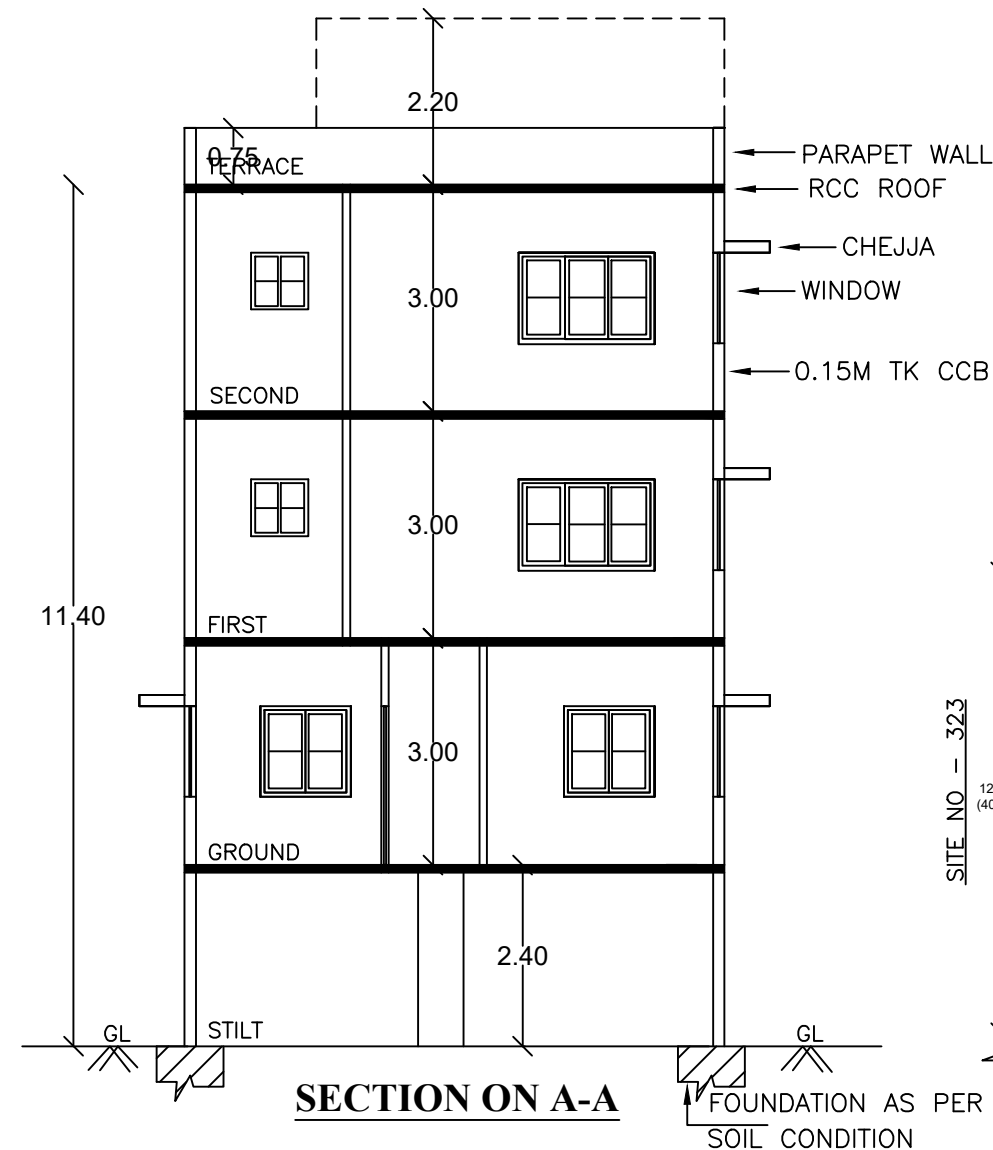 2.20
0.75
TERRACE
PARAPET WALL
RCC ROOF
CHEJJA
3.00
WINDOW
0.15M TK CCB
SECOND
3.00
11.40
FIRST
SITE NO - 323
3.00
GROUND
2.40
STILT
GL
GL
SECTION ON A-A
FOUNDATION AS PER
SOIL CONDITION